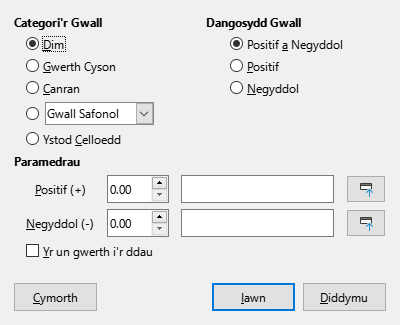 Categori'r Gwall
Dangosydd Gwall
Dim
Positif a Negyddol
Gwerth Cyson
Positif
Canran
Negyddol
Gwall Safonol
Ystod Celloedd
Paramedrau
Positif (+) 0.00
Negyddol (-) 0.00
Yr un gwerth i'r ddau
Cymorth
Iawn
Diddymu